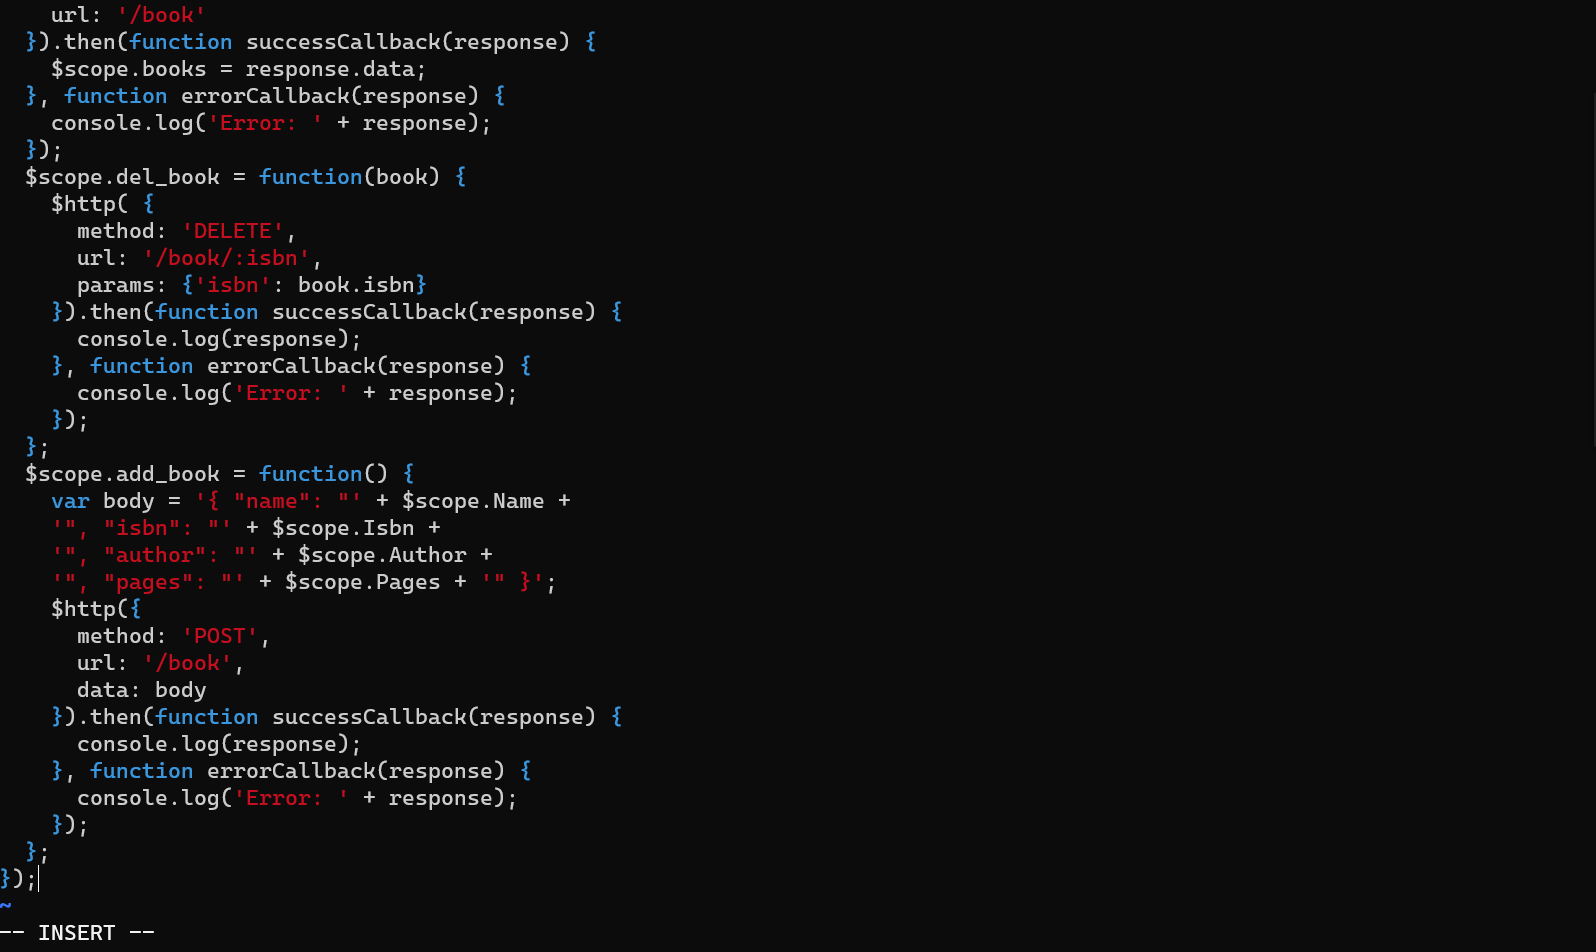 url: '/book'
  }).then(function successCallback(response) {
    $scope.books = response.data;
  }, function errorCallback(response) {
    console.log('Error: ' + response);
  });
  $scope.del_book = function(book) {
    $http( {
      method: 'DELETE',
      url: '/book/:isbn',
      params: {'isbn': book.isbn}
    }).then(function successCallback(response) {
      console.log(response);
    }, function errorCallback(response) {
      console.log('Error: ' + response);
    });
  };
  $scope.add_book = function() {
    var body = '{ "name": "' + $scope.Name +
    '", "isbn": "' + $scope.Isbn +
    '", "author": "' + $scope.Author +
    '", "pages": "' + $scope.Pages + '" }';
    $http({
      method: 'POST',
      url: '/book',
      data: body
    }).then(function successCallback(response) {
      console.log(response);
    }, function errorCallback(response) {
      console.log('Error: ' + response);
    });
  };
});
~
-- INSERT --